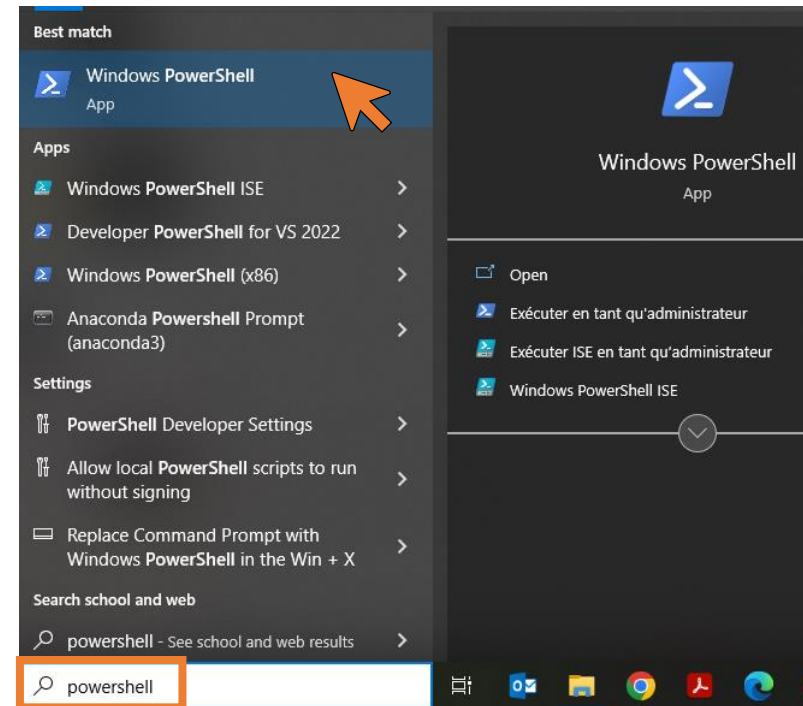 Best match
Windows PowerShell
App
Apps
Windows PowerShell ISE
Developer PowerShell for VS 2022
Windows PowerShell (x86)
Anaconda Powershell Prompt
(anaconda3)
Settings
PowerShell Developer Settings
Allow local PowerShell scripts to run
without signing
Replace Command Prompt with
Windows PowerShell in the Win + X
Search school and web
powershell - See school and web results
powershell
Windows PowerShell
App
Open
Exécuter en tant qu'administrateur
Exécuter ISE en tant qu'administrateur
Windows PowerShell ISE